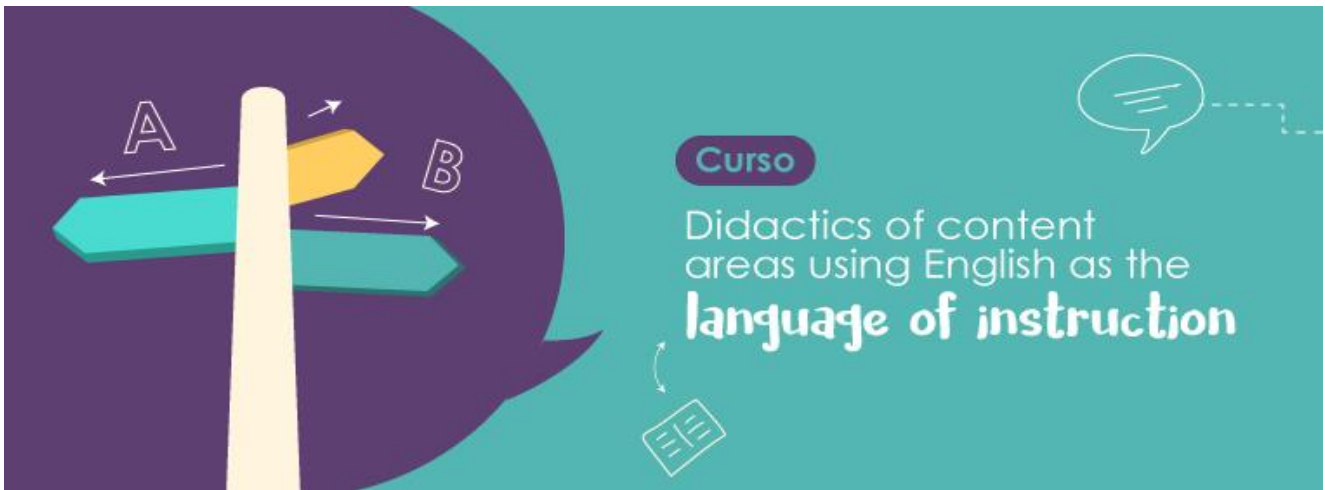 A
B
Curso
Didactics of content
areas using English as the
language of instruction